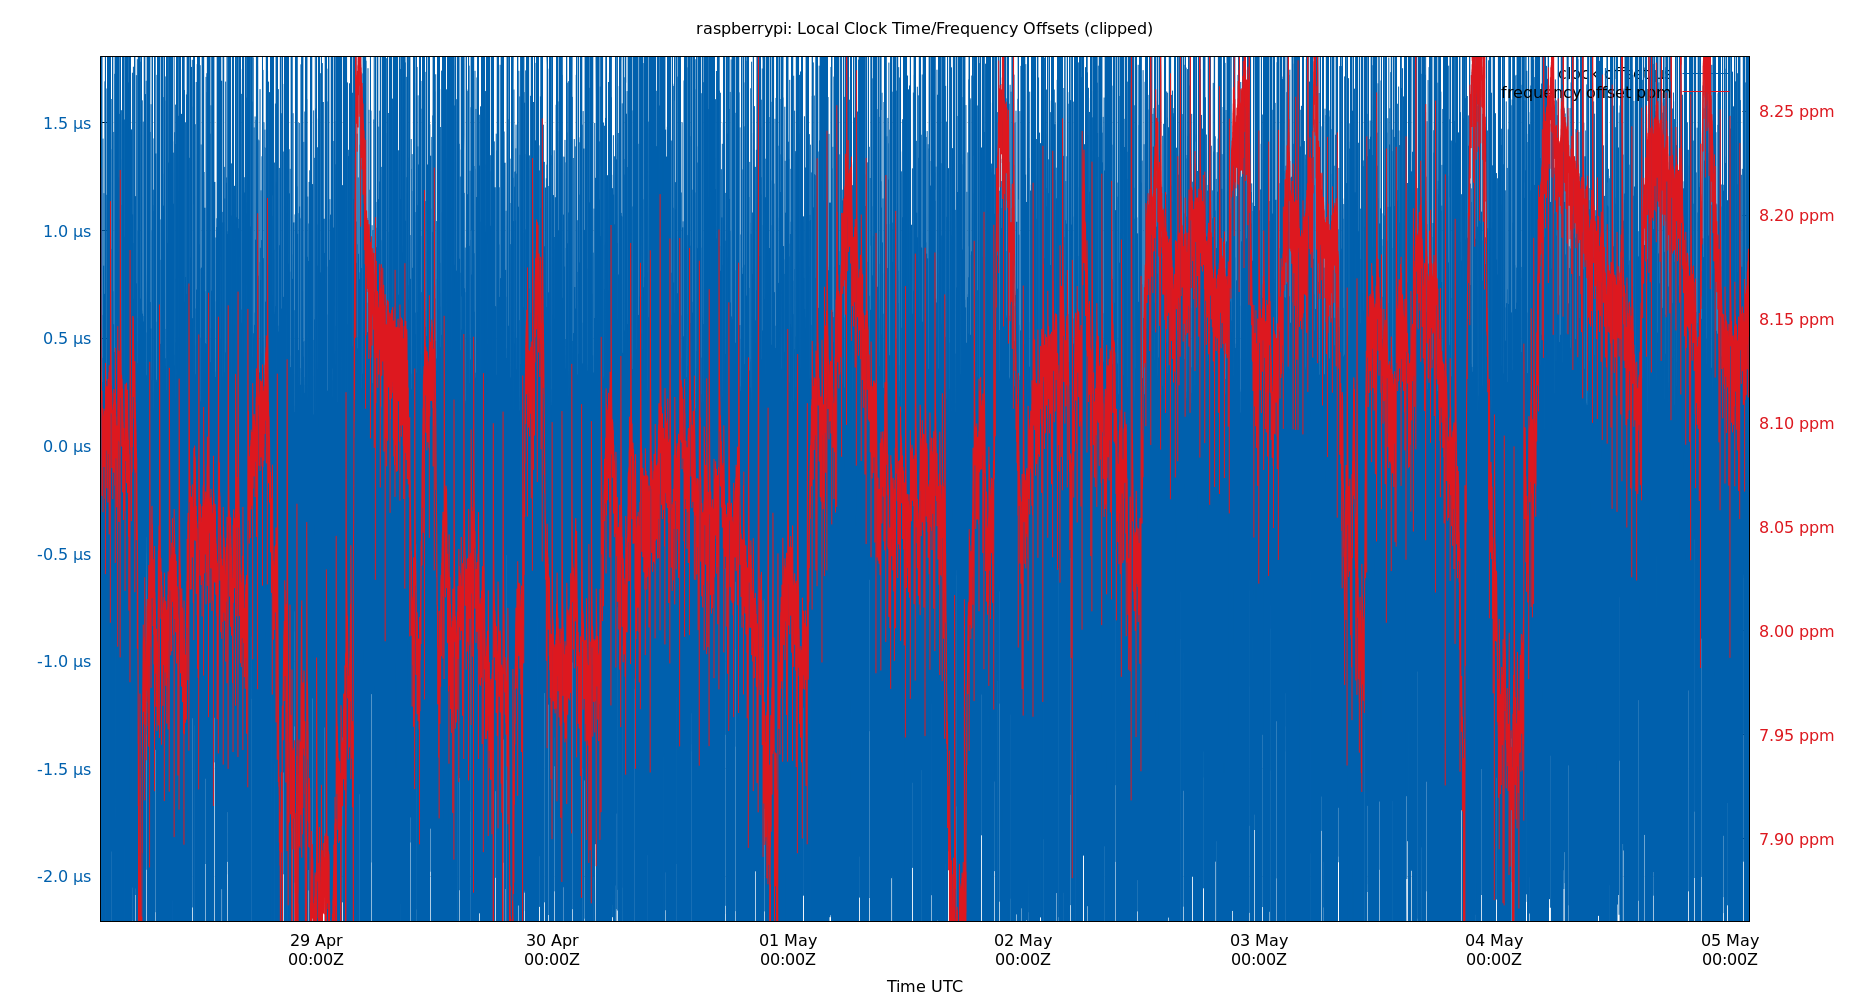 raspberrypi: Local Clock Time/Frequency Offsets (clipped)
clock offset us
frequency offset ppm
1.5 µs
1.0 µs
0.5 µs
0.0 µs
-0.5 µs
-1.0 µs
-1.5 µs
-2.0 µs
8.25 ppm
8.20 ppm
8.15 ppm
8.10 ppm
8.05 ppm
8.00 ppm
7.95 ppm
7.90 ppm
29 Apr 30 Apr 01 May 02 May 03 May 04 May 05 May
00:00Z 00:00Z 00:00Z 00:00Z 00:00Z 00:00Z 00:00Z
Time UTC